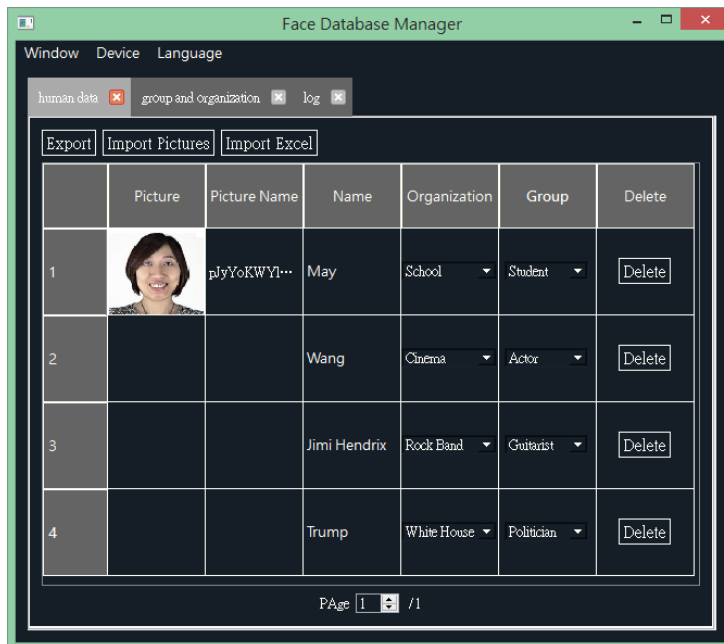 Face Database Manager
Window Device Language
human data group and organization log
Export Import Pictures Import Excel
Picture Picture Name Name Organization Group Delete
1 pJyYoKWYl⋯ May School Student Delete
2 Wang Cinema Actor Delete
3 Jimi Hendrix Rock Band Guitarist Delete
4 Trump White House Politician Delete
PAge 1 /1